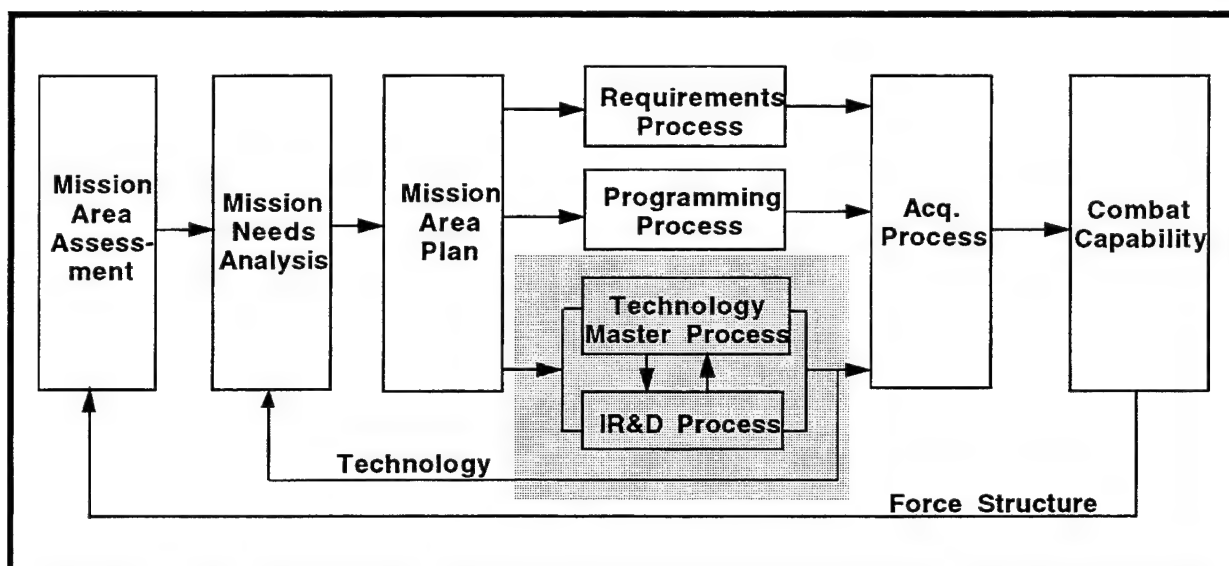 Mission
Area
Assess-
ment
Mission
Needs
Analysis
Mission
Area
Plan
Requirements
Process
Programming
Process
Technology
Master Process
IR&D Process
Acq.
Process
Combat
Capability
Technology
Force Structure